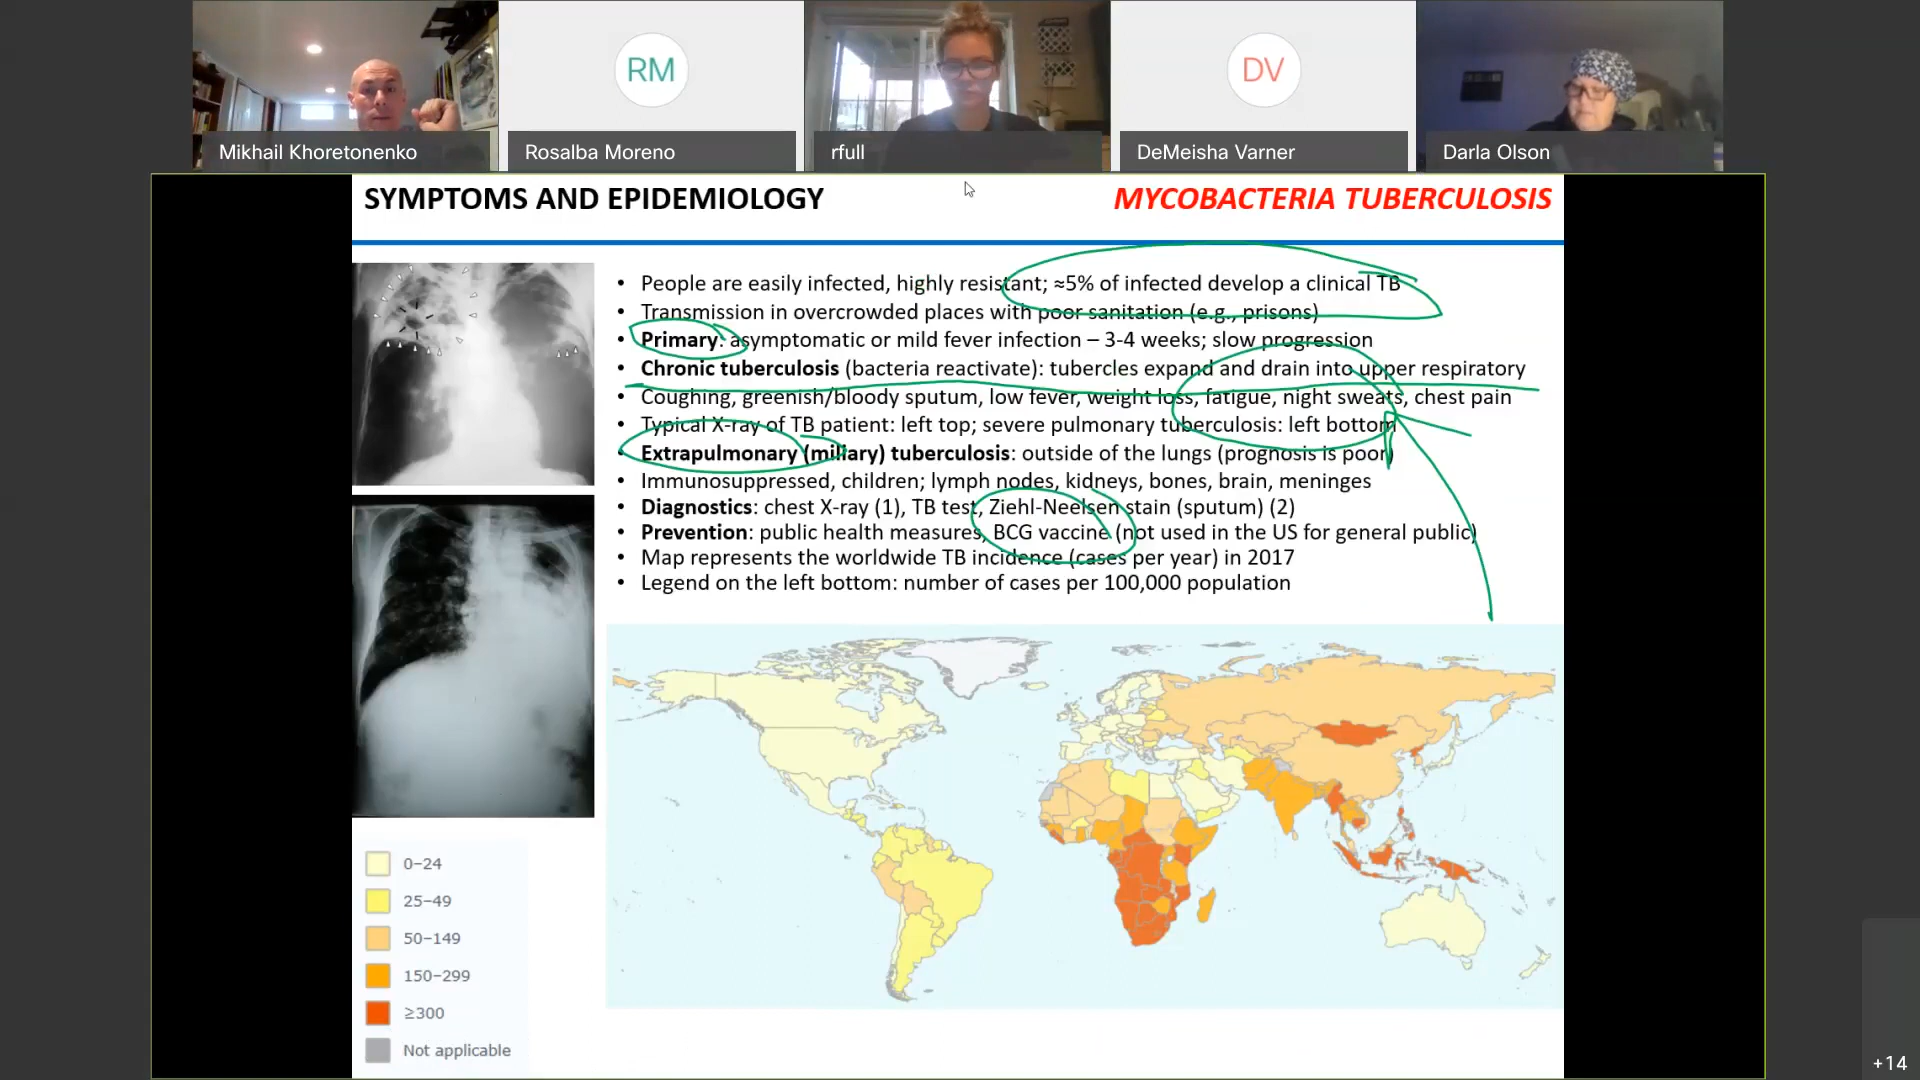 RM
DV
Mikhail Khoretonenko
Rosalba Moreno
rfull
DeMeisha Varner
Darla Olson
SYMPTOMS AND EPIDEMIOLOGY
MYCOBACTERIA TUBERCULOSIS
• People are easily infected, highly resistant; ≈5% of infected develop a clinical TB
• Transmission in overcrowded places with poor sanitation (e.g., prisons)
• Primary: asymptomatic or mild fever infection – 3-4 weeks; slow progression
• Chronic tuberculosis (bacteria reactivate): tubercles expand and drain into upper respiratory
• Coughing, greenish/bloody sputum, low fever, weight loss, fatigue, night sweats, chest pain
• Typical X-ray of TB patient: left top; severe pulmonary tuberculosis: left bottom
• Extrapulmonary (miliary) tuberculosis: outside of the lungs (prognosis is poor)
• Immunosuppressed, children; lymph nodes, kidneys, bones, brain, meninges
• Diagnostics: chest X-ray (1), TB test, Ziehl-Neelsen stain (sputum) (2)
• Prevention: public health measures, BCG vaccine (not used in the US for general public)
• Map represents the worldwide TB incidence (cases per year) in 2017
• Legend on the left bottom: number of cases per 100,000 population
0–24
25–49
50–149
150–299
≥300
Not applicable
+14